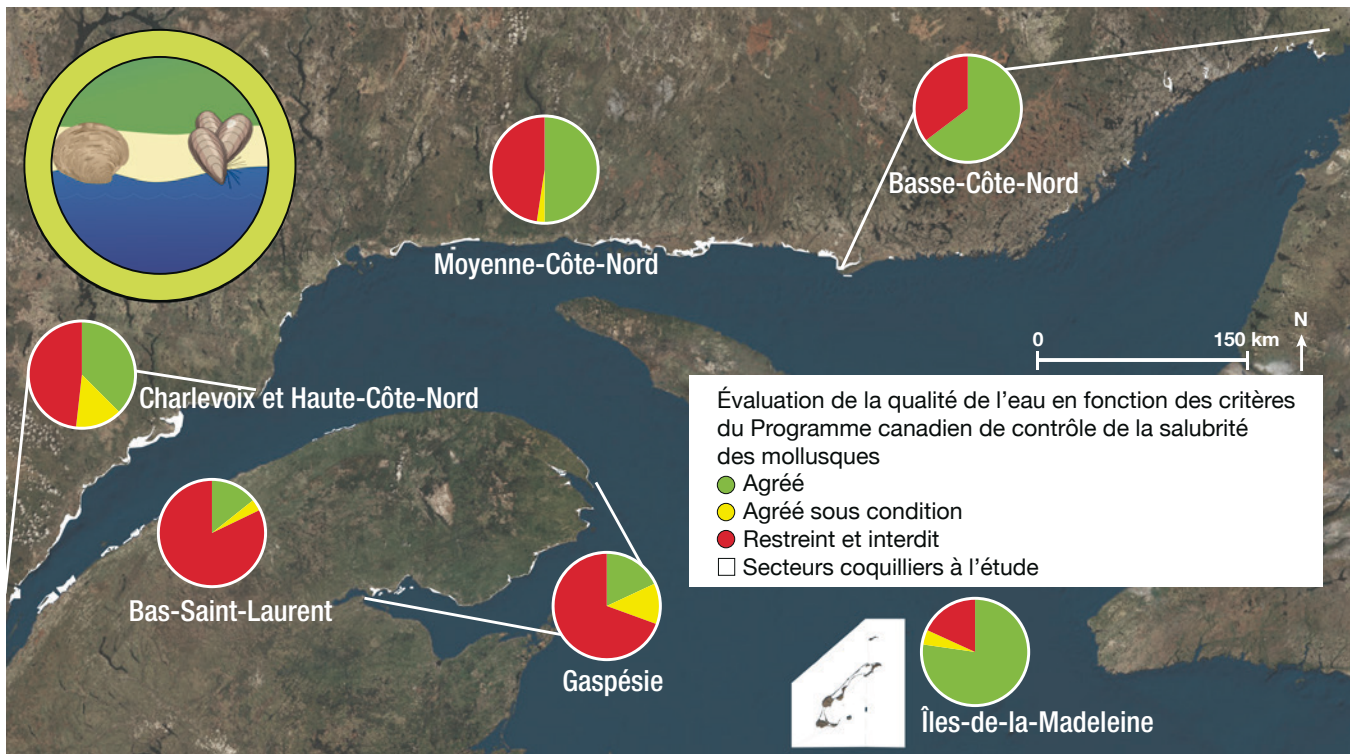 Basse-Côte-Nord
Moyenne-Côte-Nord
0 150 km
N
Charlevoix et Haute-Côte-Nord
Évaluation de la qualité de l’eau en fonction des critères
du Programme canadien de contrôle de la salubrité
des mollusques
Agréé
Agréé sous condition
Restreint et interdit
Secteurs coquilliers à l’étude
Bas-Saint-Laurent
Gaspésie
Îles-de-la-Madeleine